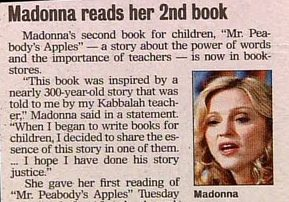 Madonna reads her 2nd book
Madonna's second book for children, "Mr. Pea-
body's Apples" — a story about the power of words
and the importance of teachers — is now in book-
stores.
"This book was inspired by a
nearly 300-year-old story that
was told to me by my Kabbalah teach-
er," Madonna said in a statement.
"When I began to write books for
children, I decided to share the es-
sence of this story in one of them.
... I hope I have done his story
justice."
She gave her first reading of
"Mr. Peabody's Apples" Tuesday
Madonna